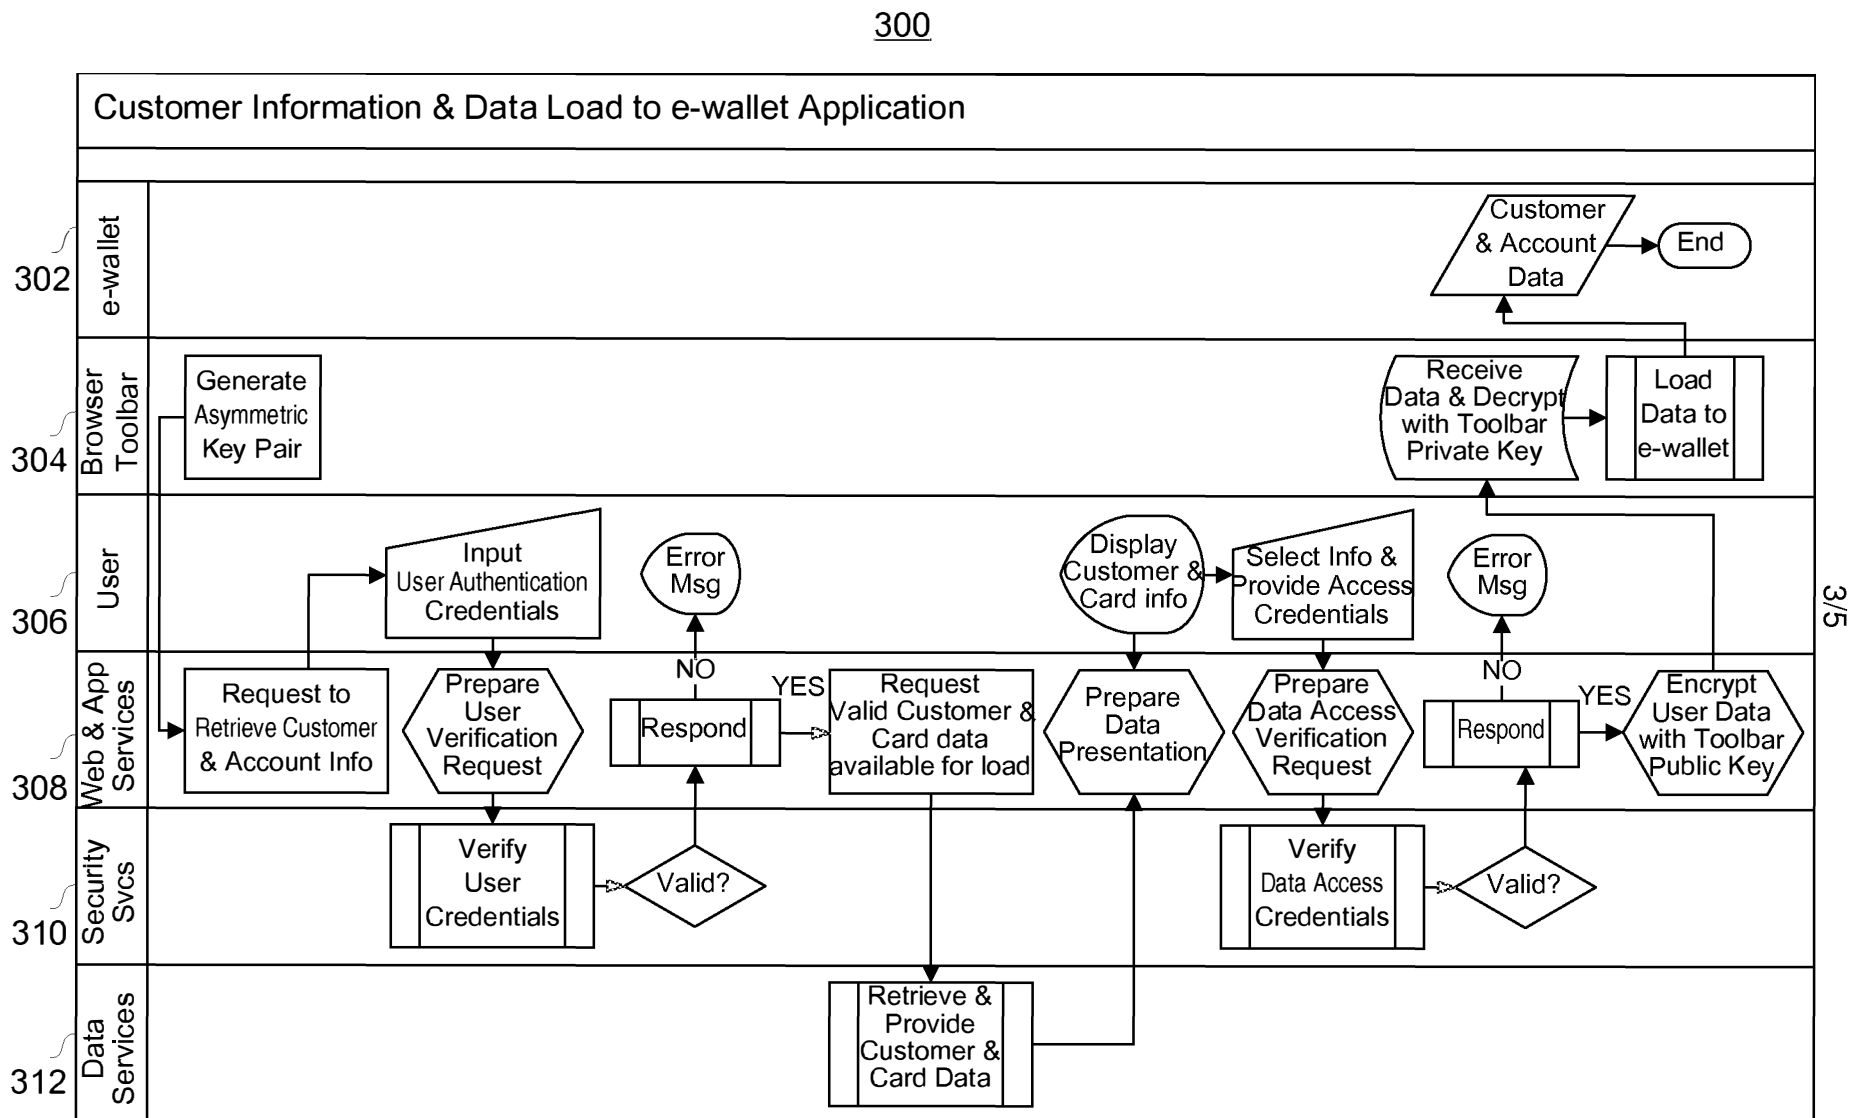 300
Customer Information & Data Load to e-wallet Application
302
e-wallet
Customer
& Account
Data
End
304
Browser
Toolbar
Generate
Asymmetric
Key Pair
Receive
Data & Decrypt
with Toolbar
Private Key
Load
Data to
e-wallet
306
User
Input
User Authentication
Credentials
Error
Msg
Display
Customer &
Card info
Select Info &
Provide Access
Credentials
Error
Msg
3/5
308
Web & App
Services
Request to
Retrieve Customer
& Account Info
Prepare
User
Verification
Request
NO
Respond
YES
Request
Valid Customer &
Card data
available for load
Prepare
Data
Presentation
Prepare
Data Access
Verification
Request
NO
Respond
YES
Encrypt
User Data
with Toolbar
Public Key
310
Security
Svcs
Verify
User
Credentials
Valid?
Verify
Data Access
Credentials
Valid?
312
Data
Services
Retrieve &
Provide
Customer &
Card Data